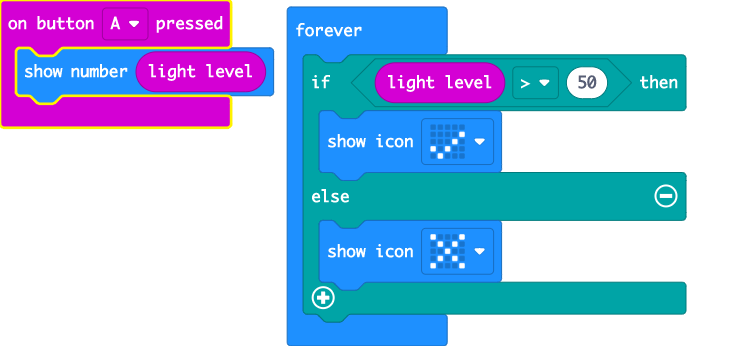 on button A pressed
show number light level
forever
if light level > 50 then
show icon
else
show icon